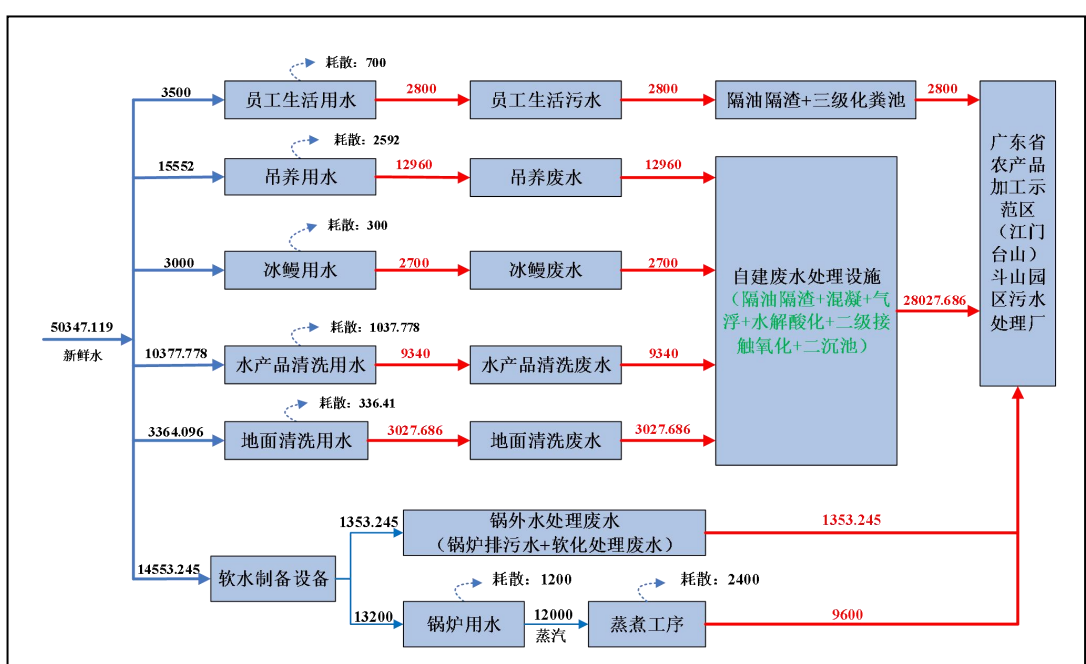 耗散：700
3500
员工生活用水
2800
员工生活污水
2800
隔油隔渣+三级化粪池
2800
耗散：2592
15552
吊养用水
12960
吊养废水
12960
耗散：300
3000
冰鳗用水
2700
冰鳗废水
2700
自建废水处理设施
（隔油隔渣+混凝+气
浮+水解酸化+二级接
触氧化+二沉池）
28027.686
广东省
农产品
加工示
范区
（江门
台山）
斗山园
区污水
处理厂
50347.119
新鲜水
耗散：1037.778
10377.778
水产品清洗用水
9340
水产品清洗废水
9340
耗散：336.41
3364.096
地面清洗用水
3027.686
地面清洗废水
3027.686
14553.245
软水制备设备
1353.245
锅外水处理废水
（锅炉排污水+软化处理废水）
1353.245
耗散：1200
13200
锅炉用水
12000
蒸汽
耗散：2400
蒸煮工序
9600